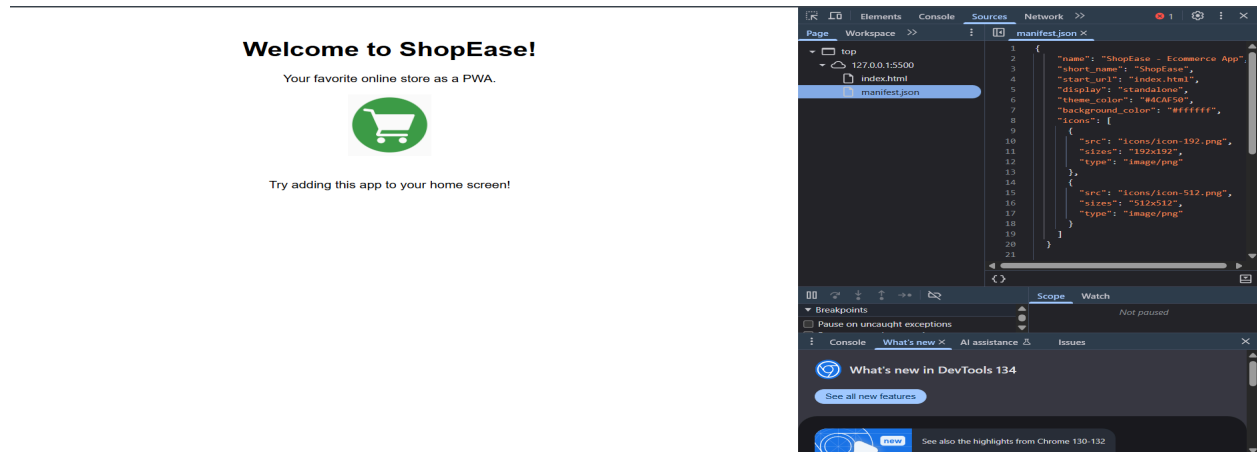 Welcome to ShopEase!
Your favorite online store as a PWA.
Try adding this app to your home screen!
Elements Console Sources Network 1
Page Workspace manifest.json
top
127.0.0.1:5500
index.html
manifest.json
1 {
2 "name": "ShopEase - Ecommerce App",
3 "short_name": "ShopEase",
4 "start_url": "index.html",
5 "display": "standalone",
6 "theme_color": "#4CAF50",
7 "background_color": "#ffffff",
8 "icons": [
9 {
10 "src": "icons/icon-192.png",
11 "sizes": "192x192",
12 "type": "image/png"
13 },
14 {
15 "src": "icons/icon-512.png",
16 "sizes": "512x512",
17 "type": "image/png"
18 }
19 ]
20 }
21
{}
Scope Watch
Breakpoints
Not paused
Pause on uncaught exceptions
Console What's new AI assistance Issues
What's new in DevTools 134
See all new features
new See also the highlights from Chrome 130-132